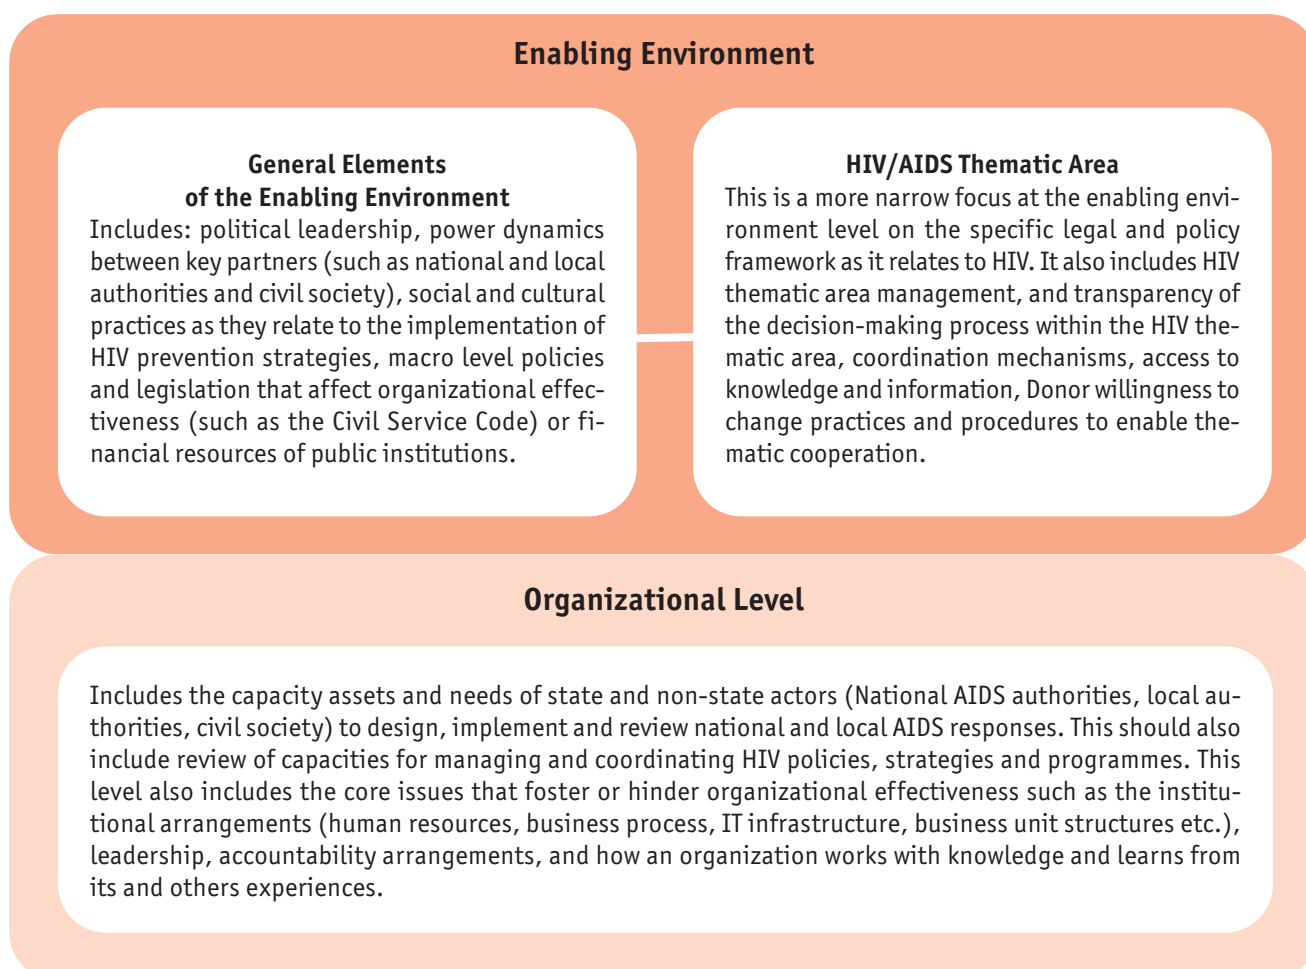 Enabling Environment
General Elements
of the Enabling Environment
Includes: political leadership, power dynamics
between key partners (such as national and local
authorities and civil society), social and cultural
practices as they relate to the implementation of
HIV prevention strategies, macro level policies
and legislation that affect organizational effec-
tiveness (such as the Civil Service Code) or fi-
nancial resources of public institutions.
HIV/AIDS Thematic Area
This is a more narrow focus at the enabling envi-
ronment level on the specific legal and policy
framework as it relates to HIV. It also includes HIV
thematic area management, and transparency of
the decision-making process within the HIV the-
matic area, coordination mechanisms, access to
knowledge and information, Donor willingness to
change practices and procedures to enable the-
matic cooperation.
Organizational Level
Includes the capacity assets and needs of state and non-state actors (National AIDS authorities, local au-
thorities, civil society) to design, implement and review national and local AIDS responses. This should also
include review of capacities for managing and coordinating HIV policies, strategies and programmes. This
level also includes the core issues that foster or hinder organizational effectiveness such as the institu-
tional arrangements (human resources, business process, IT infrastructure, business unit structures etc.),
leadership, accountability arrangements, and how an organization works with knowledge and learns from
its and others experiences.